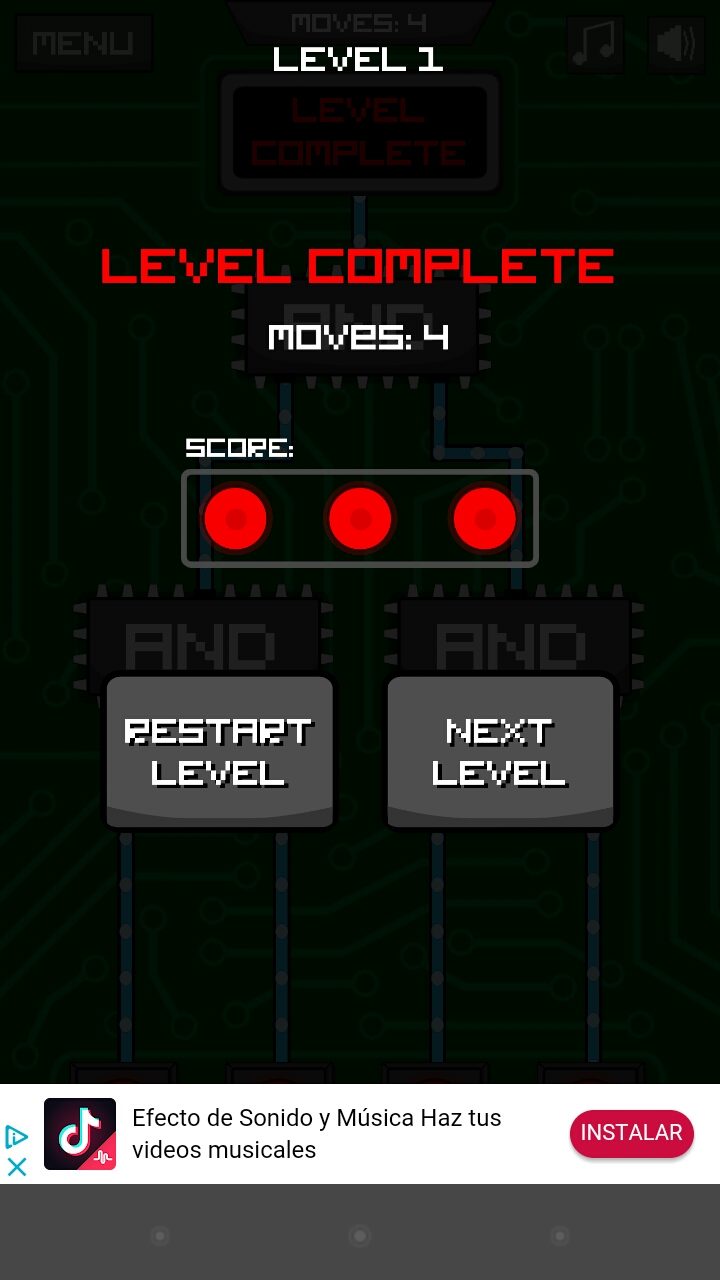 MENU
MOVES: 4
LEVEL 1
LEVEL
COMPLETE
LEVEL COMPLETE
AND
MOVES: 4
SCORE:
AND
AND
RESTART
LEVEL
NEXT
LEVEL
Efecto de Sonido y Música Haz tus
videos musicales
INSTALAR